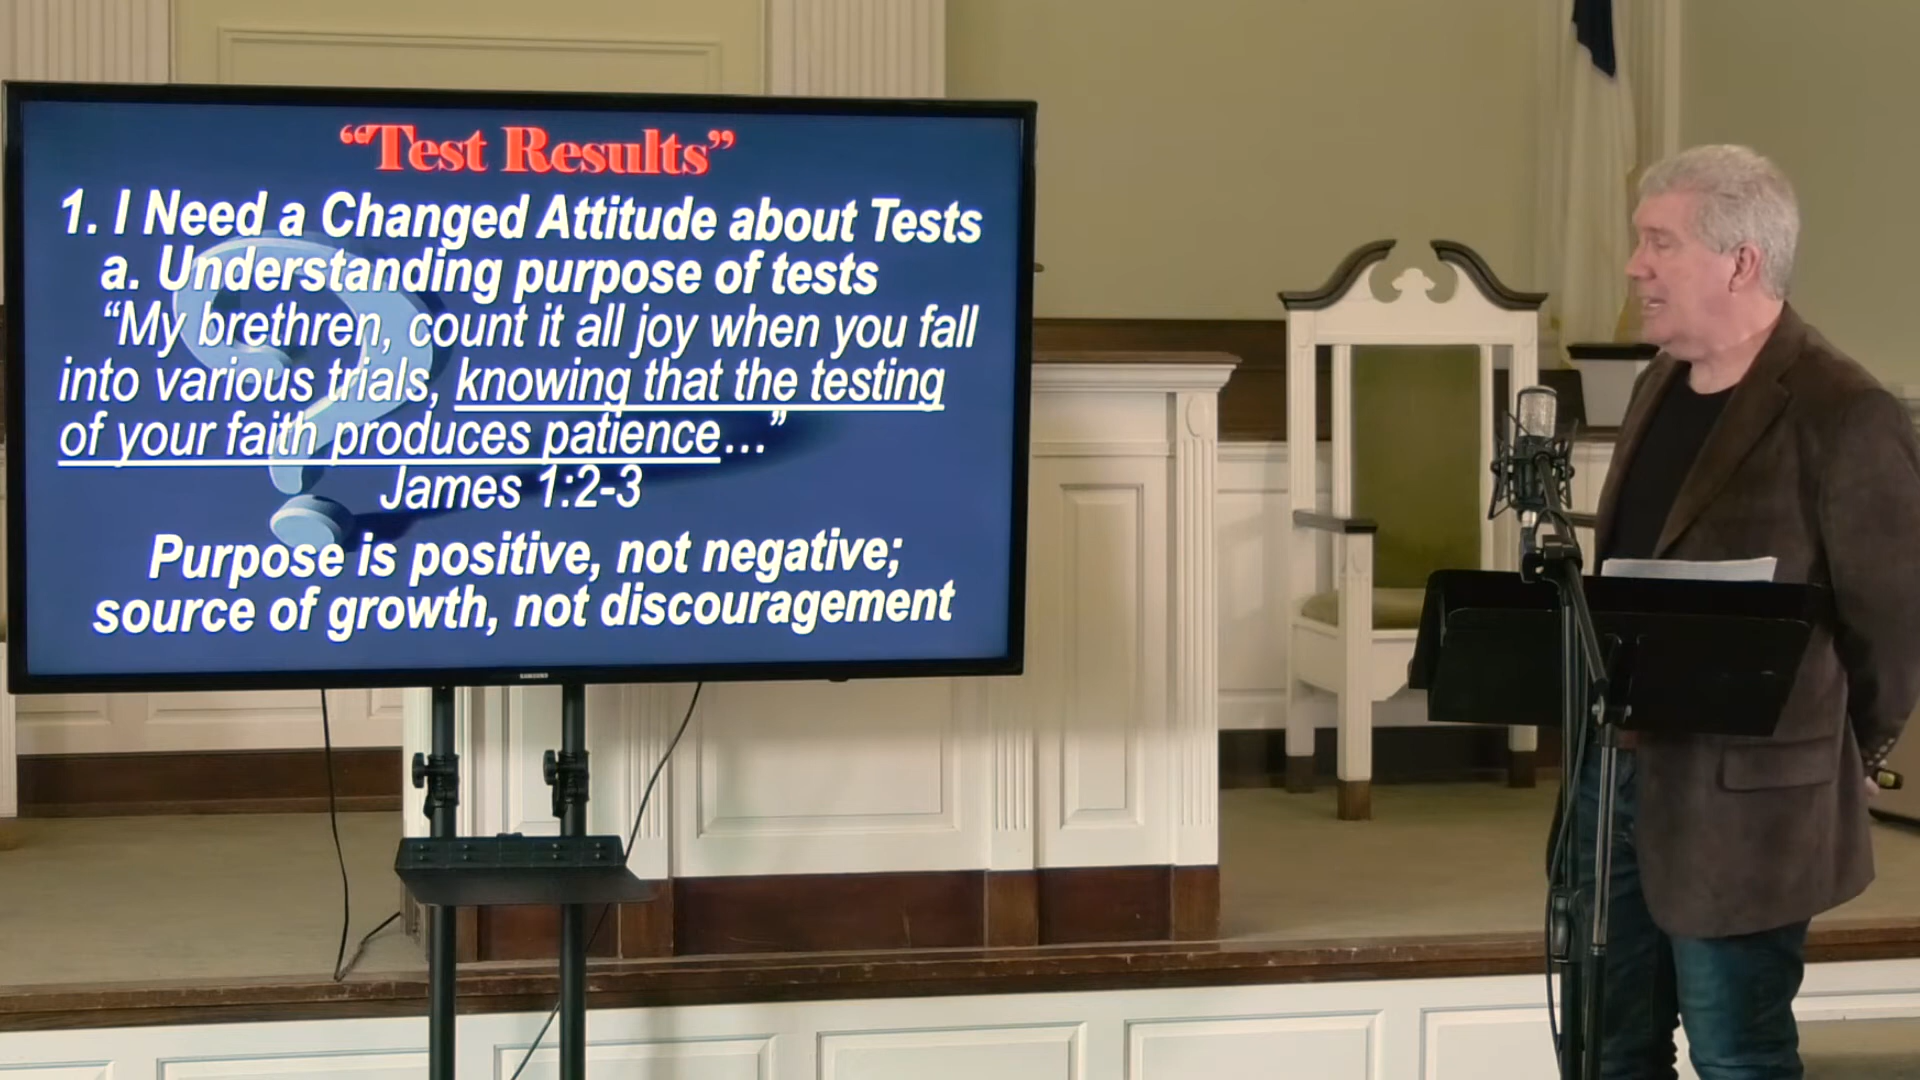 “Test Results”
1. I Need a Changed Attitude about Tests
a. Understanding purpose of tests
“My brethren, count it all joy when you fall
into various trials, knowing that the testing
of your faith produces patience…”
James 1:2-3
Purpose is positive, not negative;
source of growth, not discouragement
SAMSUNG